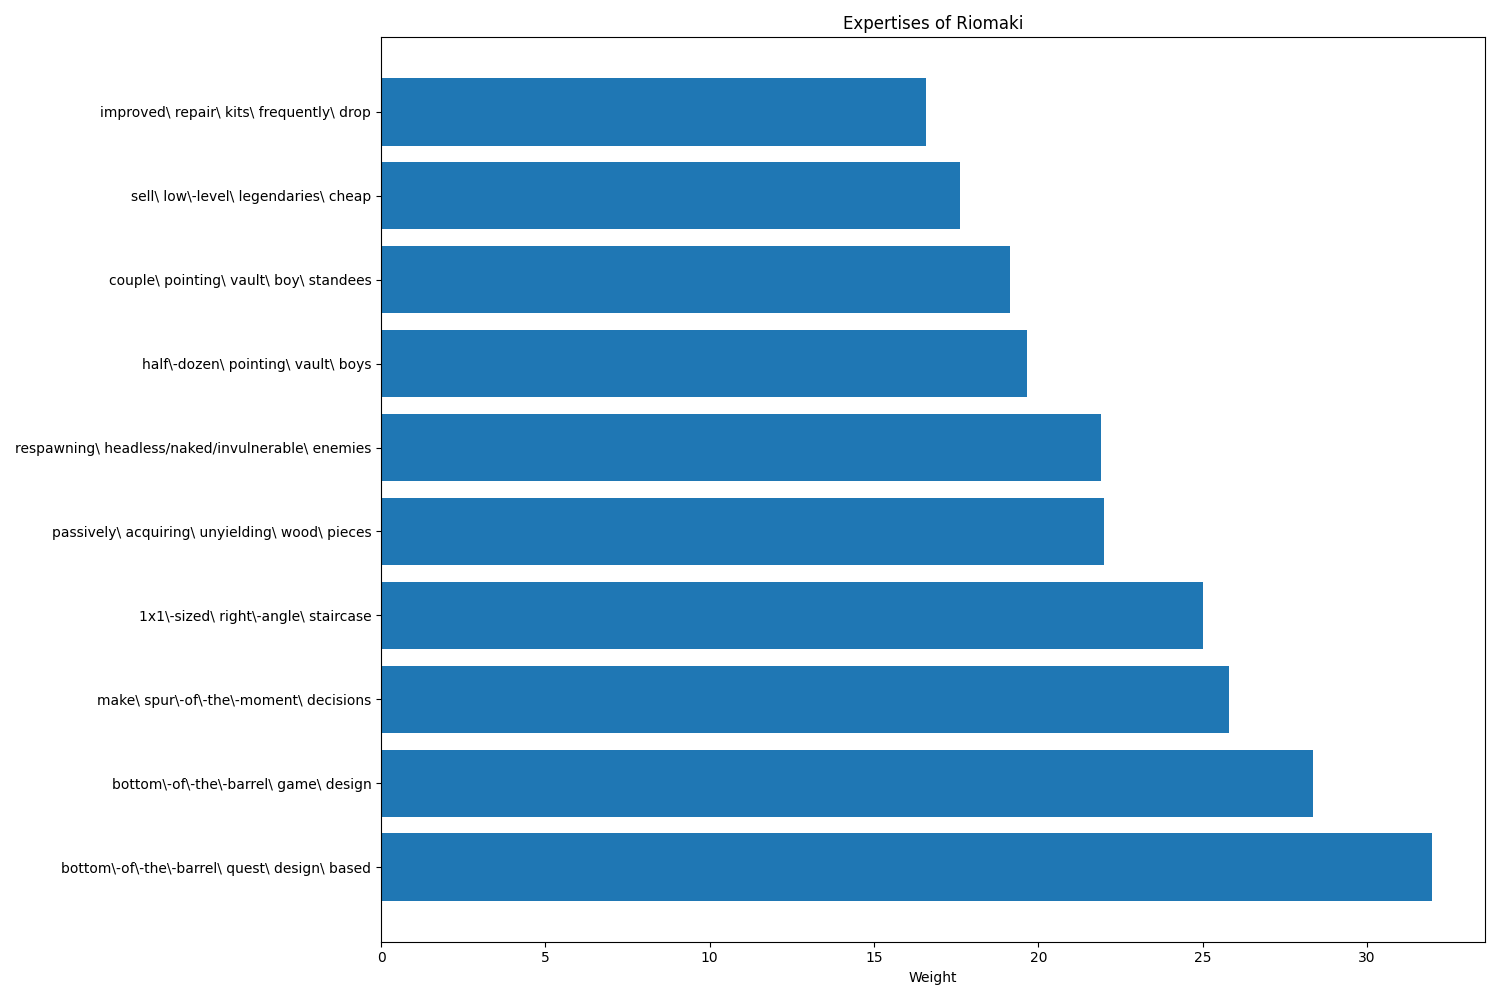 Expertises of Riomaki
improved\ repair\ kits\ frequently\ drop
sell\ low\-level\ legendaries\ cheap
couple\ pointing\ vault\ boy\ standees
half\-dozen\ pointing\ vault\ boys
respawning\ headless/naked/invulnerable\ enemies
passively\ acquiring\ unyielding\ wood\ pieces
1x1\-sized\ right\-angle\ staircase
make\ spur\-of\-the\-moment\ decisions
bottom\-of\-the\-barrel\ game\ design
bottom\-of\-the\-barrel\ quest\ design\ based
0 5 10 15 20 25 30
Weight